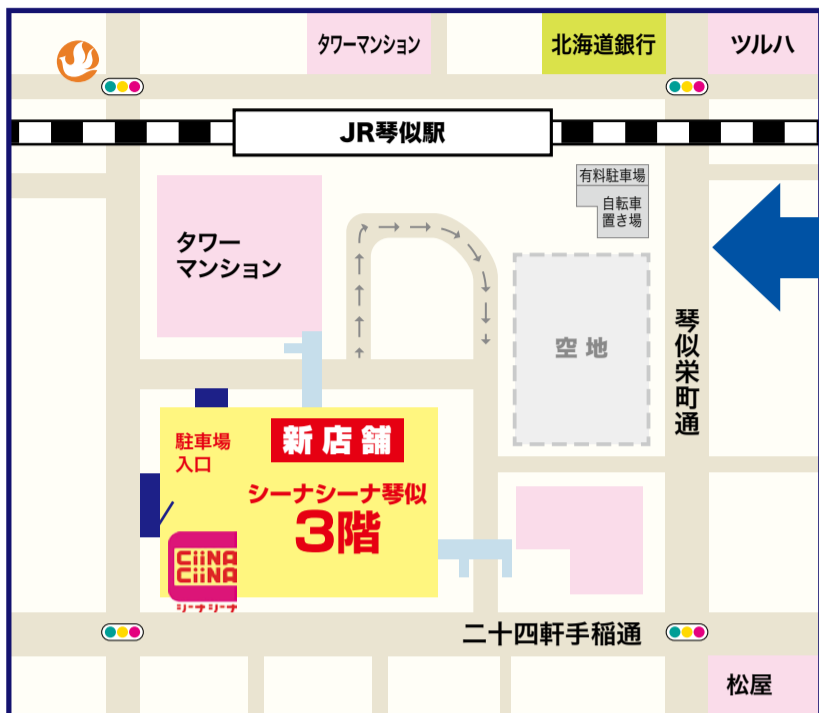 タワーマンション
北海道銀行
ツルハ
JR琴似駅
有料駐車場
自転車
置き場
タワー
マンション
空地
琴似栄町通
新店舗
駐車場
入口
シーナシーナ琴似
3階
CiiNA
CiiNA
シーナシーナ
二十四軒手稲通
松屋